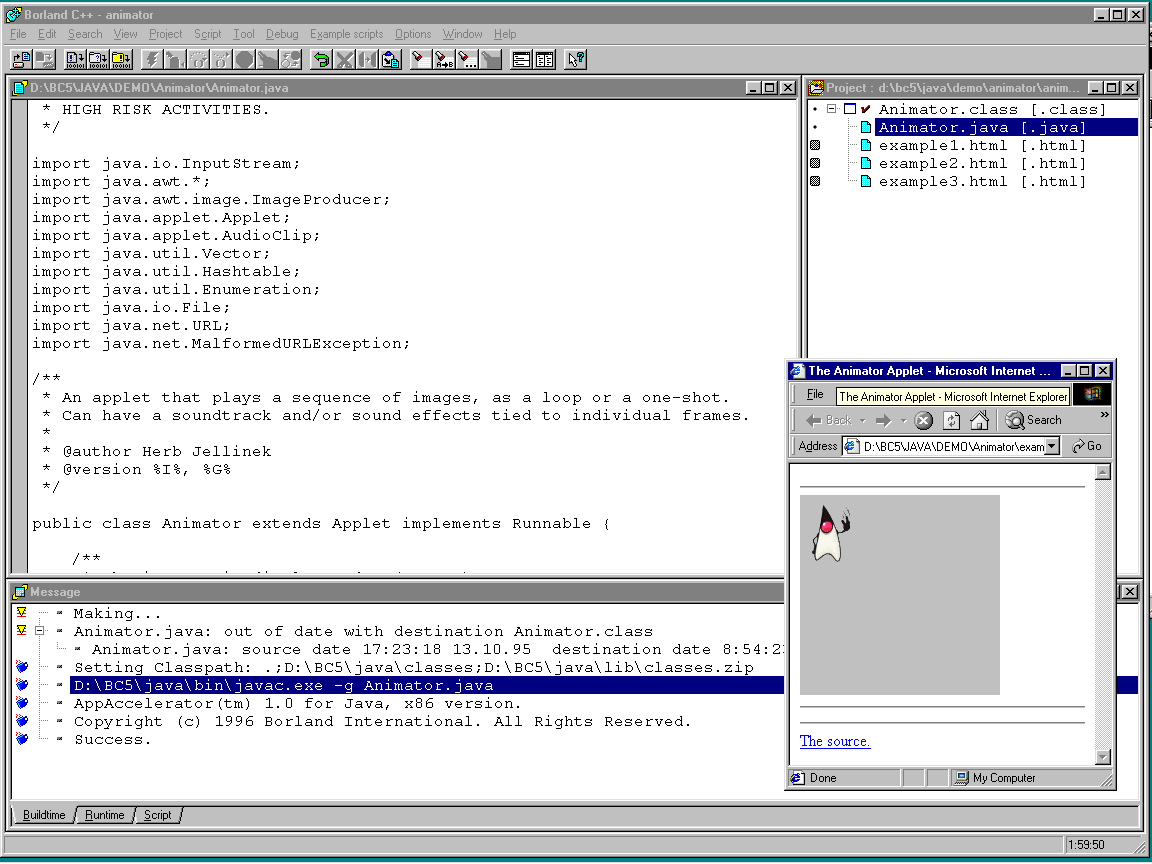 Borland C++ - animator
File Edit Search View Project Script Tool Debug Example scripts Options Window Help
D:\BC5\JAVA\DEMO\Animator\Animator.java
* HIGH RISK ACTIVITIES.
*/
import java.io.InputStream;
import java.awt.*;
import java.awt.image.ImageProducer;
import java.applet.Applet;
import java.applet.AudioClip;
import java.util.Vector;
import java.util.Hashtable;
import java.util.Enumeration;
import java.io.File;
import java.net.URL;
import java.net.MalformedURLException;
/**
* An applet that plays a sequence of images, as a loop or a one-shot.
* Can have a soundtrack and/or sound effects tied to individual frames.
*
* @author Herb Jellinek
* @version %I%, %G%
*/
public class Animator extends Applet implements Runnable {
/**
Project : d:\bc5\java\demo\animator\anim...
Animator.class [.class]
Animator.java [.java]
example1.html [.html]
example2.html [.html]
example3.html [.html]
The Animator Applet - Microsoft Internet ...
File
The Animator Applet - Microsoft Internet Explorer
Back Search »
Address D:\BC5\JAVA\DEMO\Animator\exam Go
The source.
Done My Computer
Message
Making...
Animator.java: out of date with destination Animator.class
Animator.java: source date 17:23:18 13.10.95 destination date 8:54:23
Setting Classpath: .;D:\BC5\java\classes;D:\BC5\java\lib\classes.zip
D:\BC5\java\bin\javac.exe -g Animator.java
AppAccelerator(tm) 1.0 for Java, x86 version.
Copyright (c) 1996 Borland International. All Rights Reserved.
Success.
Buildtime Runtime Script
1:59:50